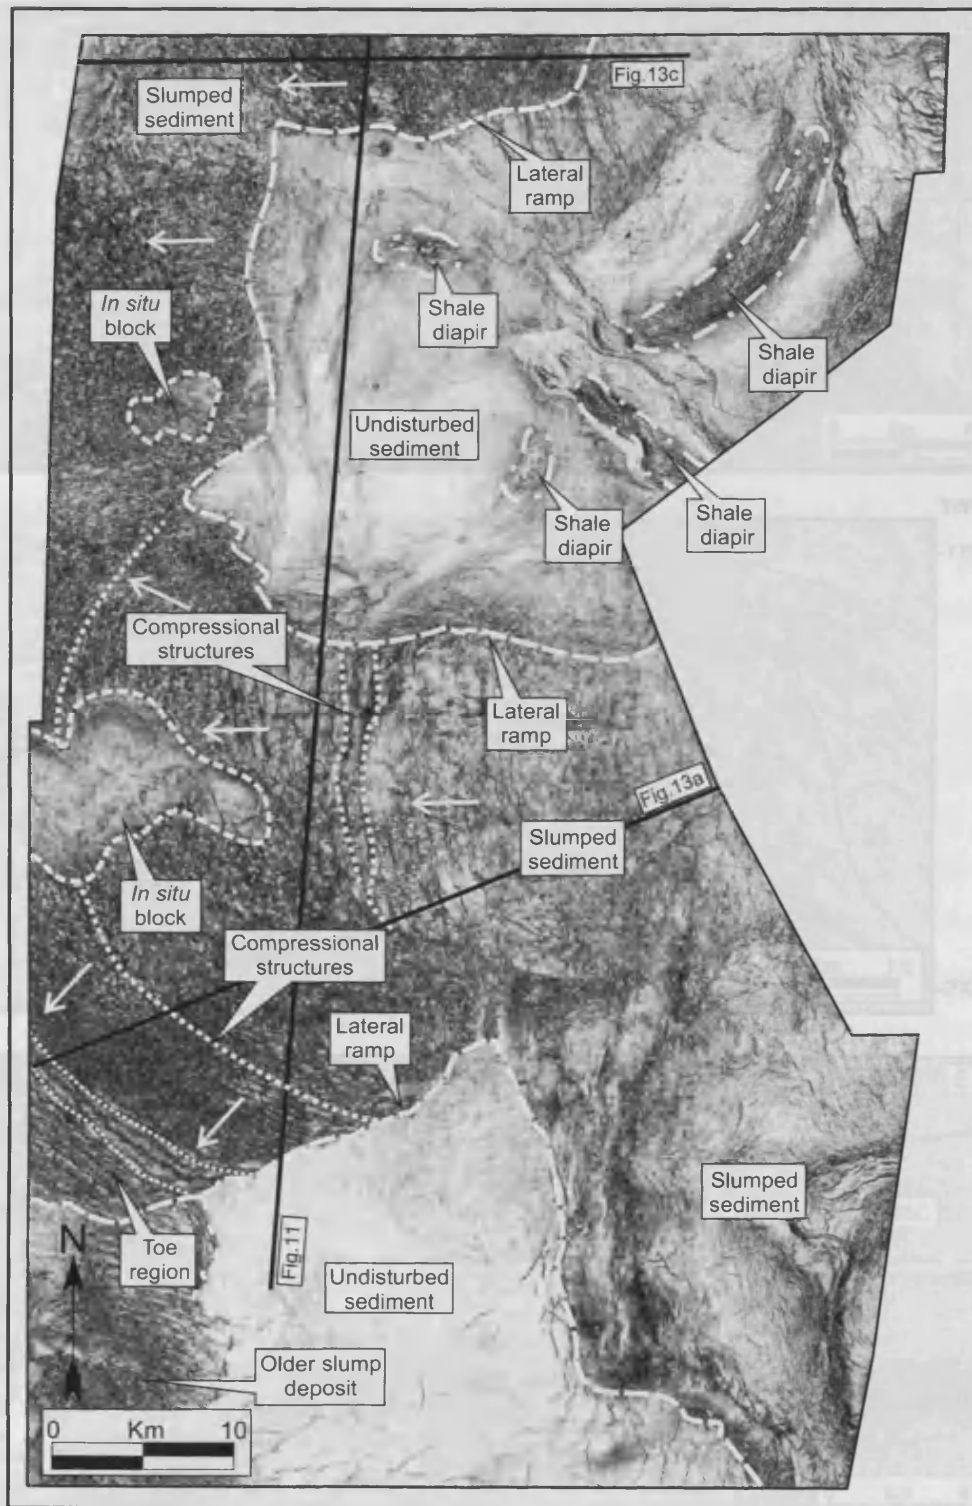 Fig.13c
Slumped
sediment
Lateral
ramp
In situ
block
Shale
diapir
Shale
diapir
Undisturbed
sediment
Shale
diapir
Shale
diapir
Compressional
structures
Lateral
ramp
Fig.13a
Slumped
sediment
In situ
block
Compressional
structures
Lateral
ramp
Slumped
sediment
N
Toe
region
Fig.11
Undisturbed
sediment
Older slump
deposit
0 Km 10